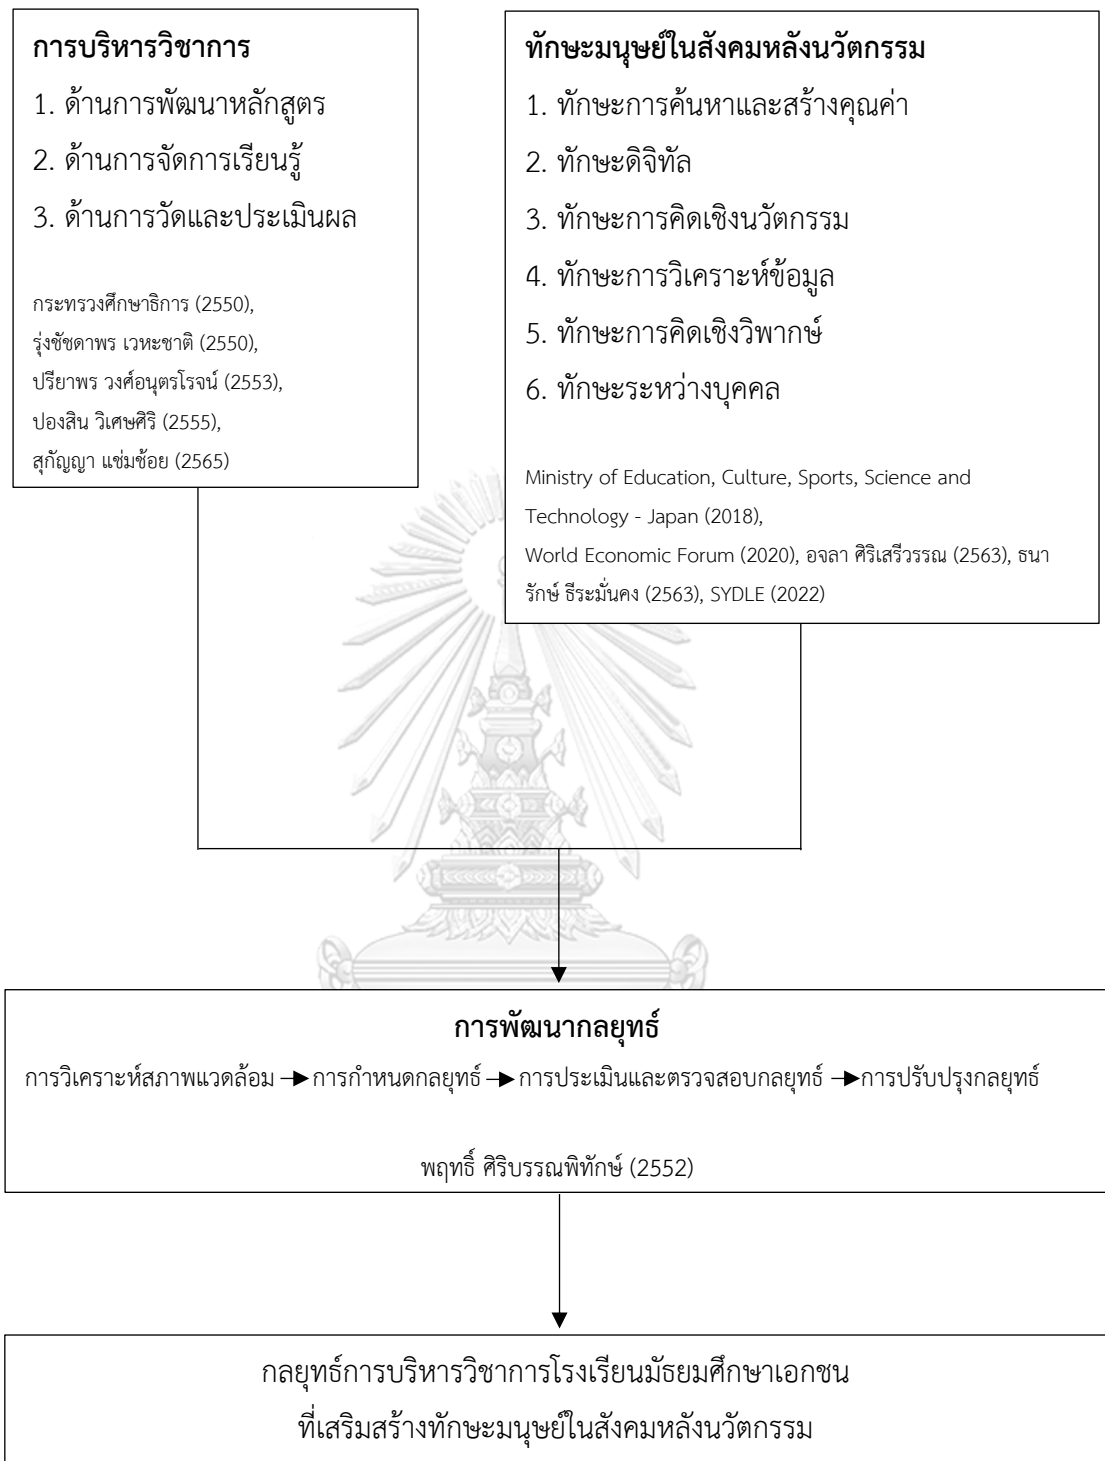 การบริหารวิชาการ
1. ด้านการพัฒนาหลักสูตร
2. ด้านการจัดการเรียนรู้
3. ด้านการวัดและประเมินผล
กระทรวงศึกษาธิการ (2550),
รุ่งชัชดาพร เวหะชาติ (2550),
ปรียาพร วงศ์อนุตรโรจน์ (2553),
ปองสิน วิเศษศิริ (2555),
สุกัญญา แช่มช้อย (2565)
ทักษะมนุษย์ในสังคมหลังนวัตกรรม
1. ทักษะการค้นหาและสร้างคุณค่า
2. ทักษะดิจิทัล
3. ทักษะการคิดเชิงนวัตกรรม
4. ทักษะการวิเคราะห์ข้อมูล
5. ทักษะการคิดเชิงวิพากษ์
6. ทักษะระหว่างบุคคล
Ministry of Education, Culture, Sports, Science and
Technology - Japan (2018),
World Economic Forum (2020), อจลา ศิริเสรีวรรณ (2563), ธนา
รักษ์ ธีระมั่นคง (2563), SYDLE (2022)
การพัฒนากลยุทธ์
การวิเคราะห์สภาพแวดล้อม → การกำหนดกลยุทธ์ → การประเมินและตรวจสอบกลยุทธ์ → การปรับปรุงกลยุทธ์
พฤทธิ์ ศิริบรรณพิทักษ์ (2552)
กลยุทธ์การบริหารวิชาการโรงเรียนมัธยมศึกษาเอกชน
ที่เสริมสร้างทักษะมนุษย์ในสังคมหลังนวัตกรรม